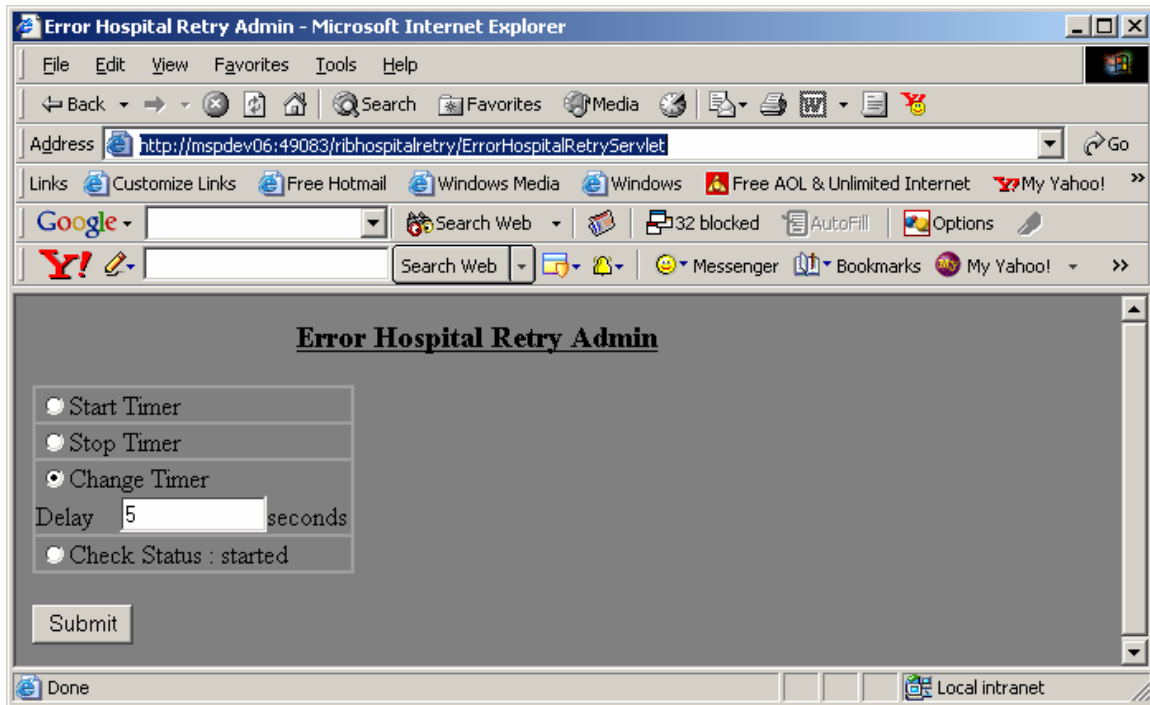 Error Hospital Retry Admin - Microsoft Internet Explorer
File Edit View Favorites Tools Help
Back Search Favorites Media W
Address http://mspdev06:49083/ribhospitalretry/ErrorHospitalRetryServlet Go
Links Customize Links Free Hotmail Windows Media Windows Free AOL & Unlimited Internet My Yahoo! »
Google Search Web 32 blocked AutoFill Options
Y! Search Web Messenger Bookmarks My Yahoo! »
Error Hospital Retry Admin
Start Timer
Stop Timer
Change Timer
Delay 5 seconds
Check Status : started
Submit
Done Local intranet